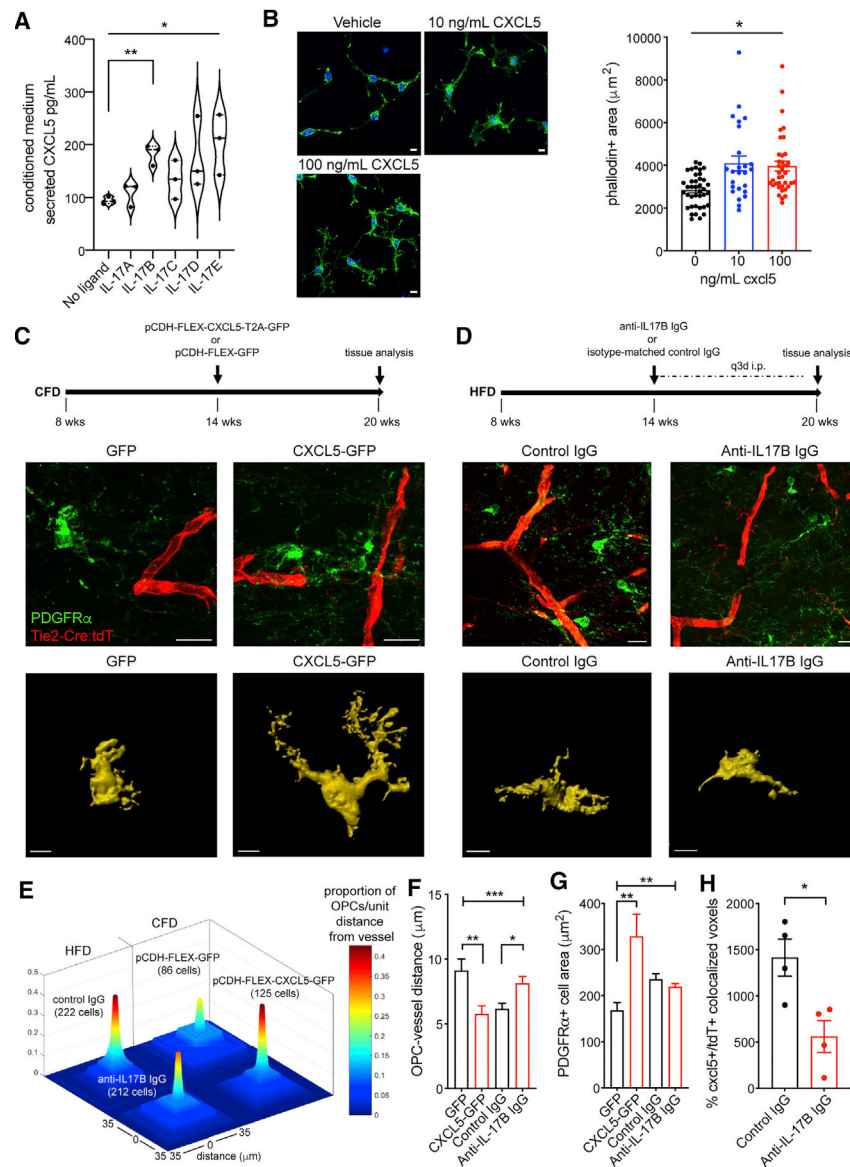 A
*
**
400
300
200
100
0
conditioned medium
secreted CXCL5 pg/mL
No ligand
IL-17A
IL-17B
IL-17C
IL-17D
IL-17E
B
Vehicle
10 ng/mL CXCL5
100 ng/mL CXCL5
*
10000
8000
6000
4000
2000
0
phallodin+ area (μm²)
0
10
100
ng/mL cxcl5
C
pCDH-FLEX-CXCL5-T2A-GFP
or
pCDH-FLEX-GFP
tissue analysis
CFD
8 wks
14 wks
20 wks
GFP
CXCL5-GFP
PDGFRα
Tie2-Cre:tdT
GFP
CXCL5-GFP
D
anti-IL17B IgG
or
isotype-matched control IgG
q3d i.p.
tissue analysis
HFD
8 wks
14 wks
20 wks
Control IgG
Anti-IL17B IgG
Control IgG
Anti-IL17B IgG
E
proportion of
OPCs/unit
distance
from vessel
CFD
HFD
pCDH-FLEX-GFP
(86 cells)
pCDH-FLEX-CXCL5-GFP
(125 cells)
control IgG
(222 cells)
anti-IL17B IgG
(212 cells)
0.5
0.4
0.3
0.2
0.1
0
35
0
35
35
0
35
distance (μm)
0.4
0.35
0.3
0.25
0.2
0.15
0.1
0.05
0
F
***
**
*
15
10
5
0
OPC-vessel distance (μm)
GFP
CXCL5-GFP
Control IgG
Anti-IL-17B IgG
G
**
**
400
300
200
100
0
PDGFRα+ cell area (μm²)
GFP
CXCL5-GFP
Control IgG
Anti-IL17B IgG
H
*
2000
1500
1000
500
0
% cxcl5+/tdT+ colocalized voxels
Control IgG
Anti-IL-17B IgG